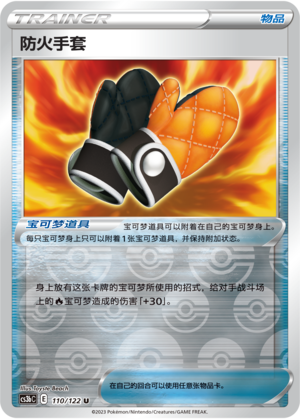 TRAINER
物品
防火手套
宝可梦道具
宝可梦道具可以附着在自己的宝可梦身上。
每只宝可梦身上只可以附着1张宝可梦道具，并保持附加状态。
身上放有这张卡牌的宝可梦所使用的招式，给对手战斗场
上的宝可梦造成的伤害「+30」。
Illus. Toyste Beach
CS3bC C 110/122 U
在自己的回合可以使用任意张物品卡。
©2023 Pokémon/Nintendo/Creatures/GAME FREAK.